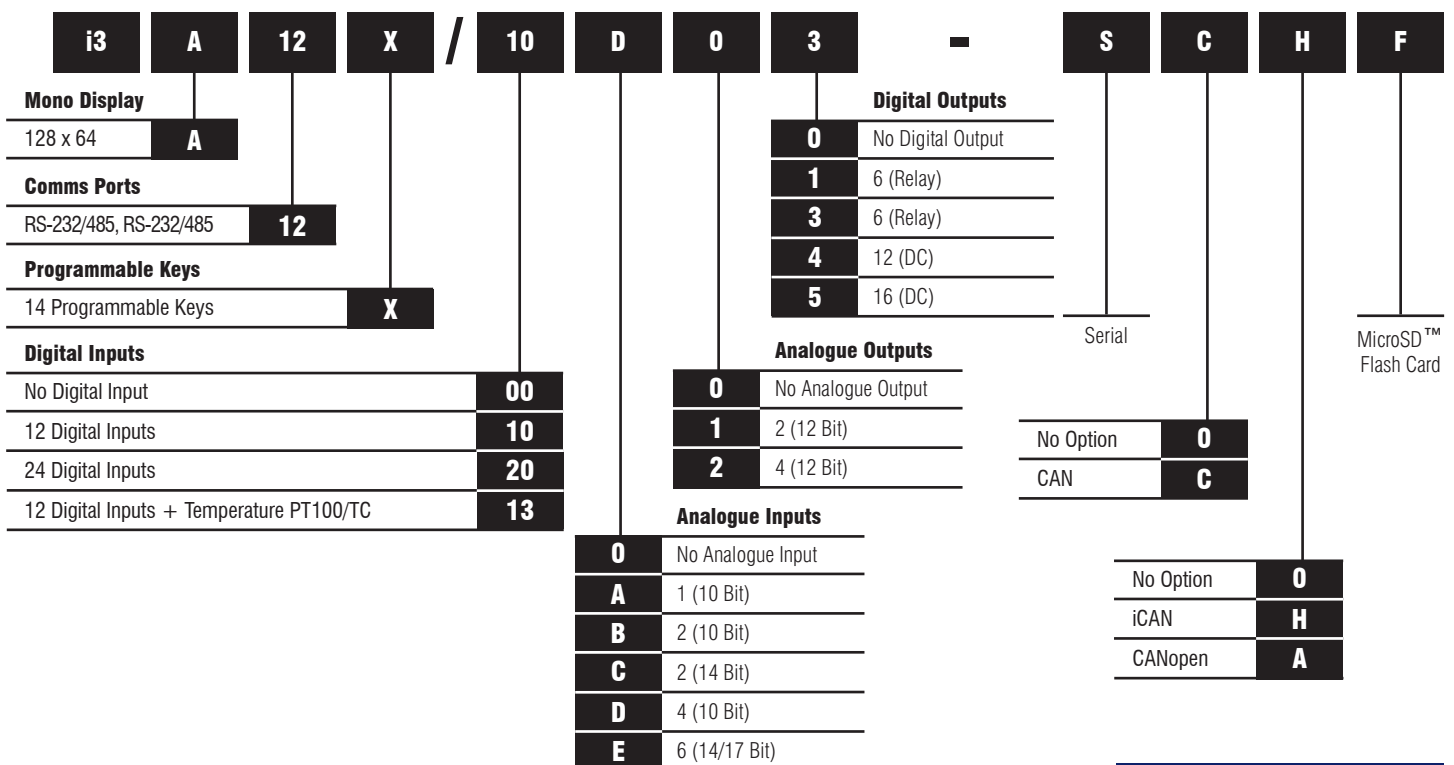 i3 A 12 X / 10 D 0 3 - S C H F
Mono Display
128 x 64 A
Comms Ports
RS-232/485, RS-232/485 12
Programmable Keys
14 Programmable Keys X
Digital Inputs
No Digital Input 00
12 Digital Inputs 10
24 Digital Inputs 20
12 Digital Inputs + Temperature PT100/TC 13
Analogue Inputs
0 No Analogue Input
A 1 (10 Bit)
B 2 (10 Bit)
C 2 (14 Bit)
D 4 (10 Bit)
E 6 (14/17 Bit)
Analogue Outputs
0 No Analogue Output
1 2 (12 Bit)
2 4 (12 Bit)
Digital Outputs
0 No Digital Output
1 6 (Relay)
3 6 (Relay)
4 12 (DC)
5 16 (DC)
Serial
No Option 0
CAN C
No Option 0
iCAN H
CANopen A
MicroSD™
Flash Card